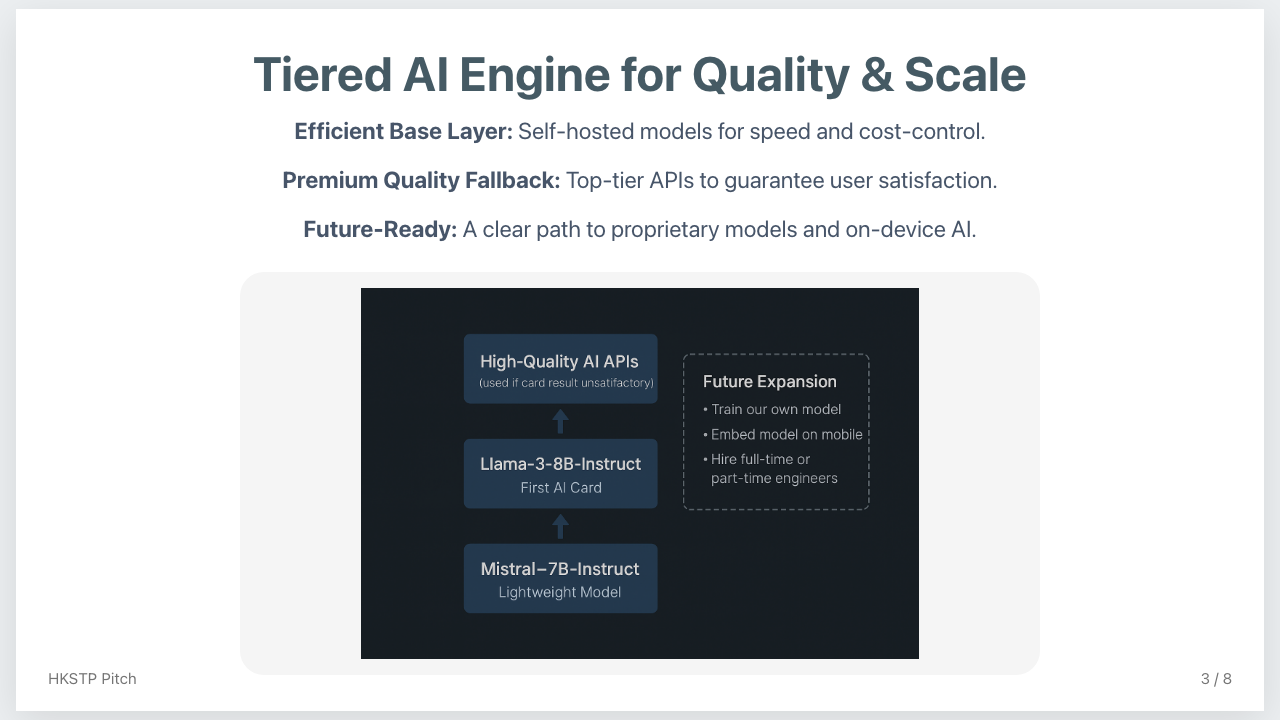 Tiered AI Engine for Quality & Scale
Efficient Base Layer: Self-hosted models for speed and cost-control.
Premium Quality Fallback: Top-tier APIs to guarantee user satisfaction.
Future-Ready: A clear path to proprietary models and on-device AI.
High-Quality AI APIs
(used if card result unsatifactory)
Llama-3-8B-Instruct
First AI Card
Mistral–7B-Instruct
Lightweight Model
Future Expansion
• Train our own model
• Embed model on mobile
• Hire full-time or
part-time engineers
HKSTP Pitch
3 / 8